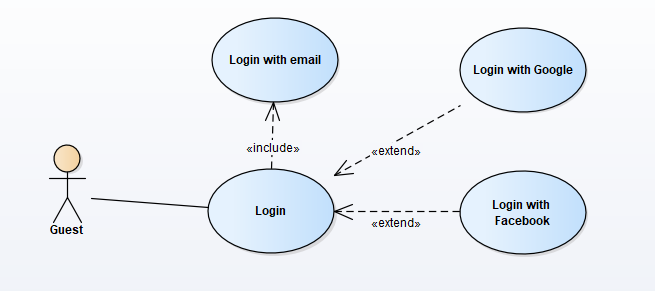 Login with email
Login with Google
«include»
«extend»
Login
Login with
Facebook
«extend»
Guest